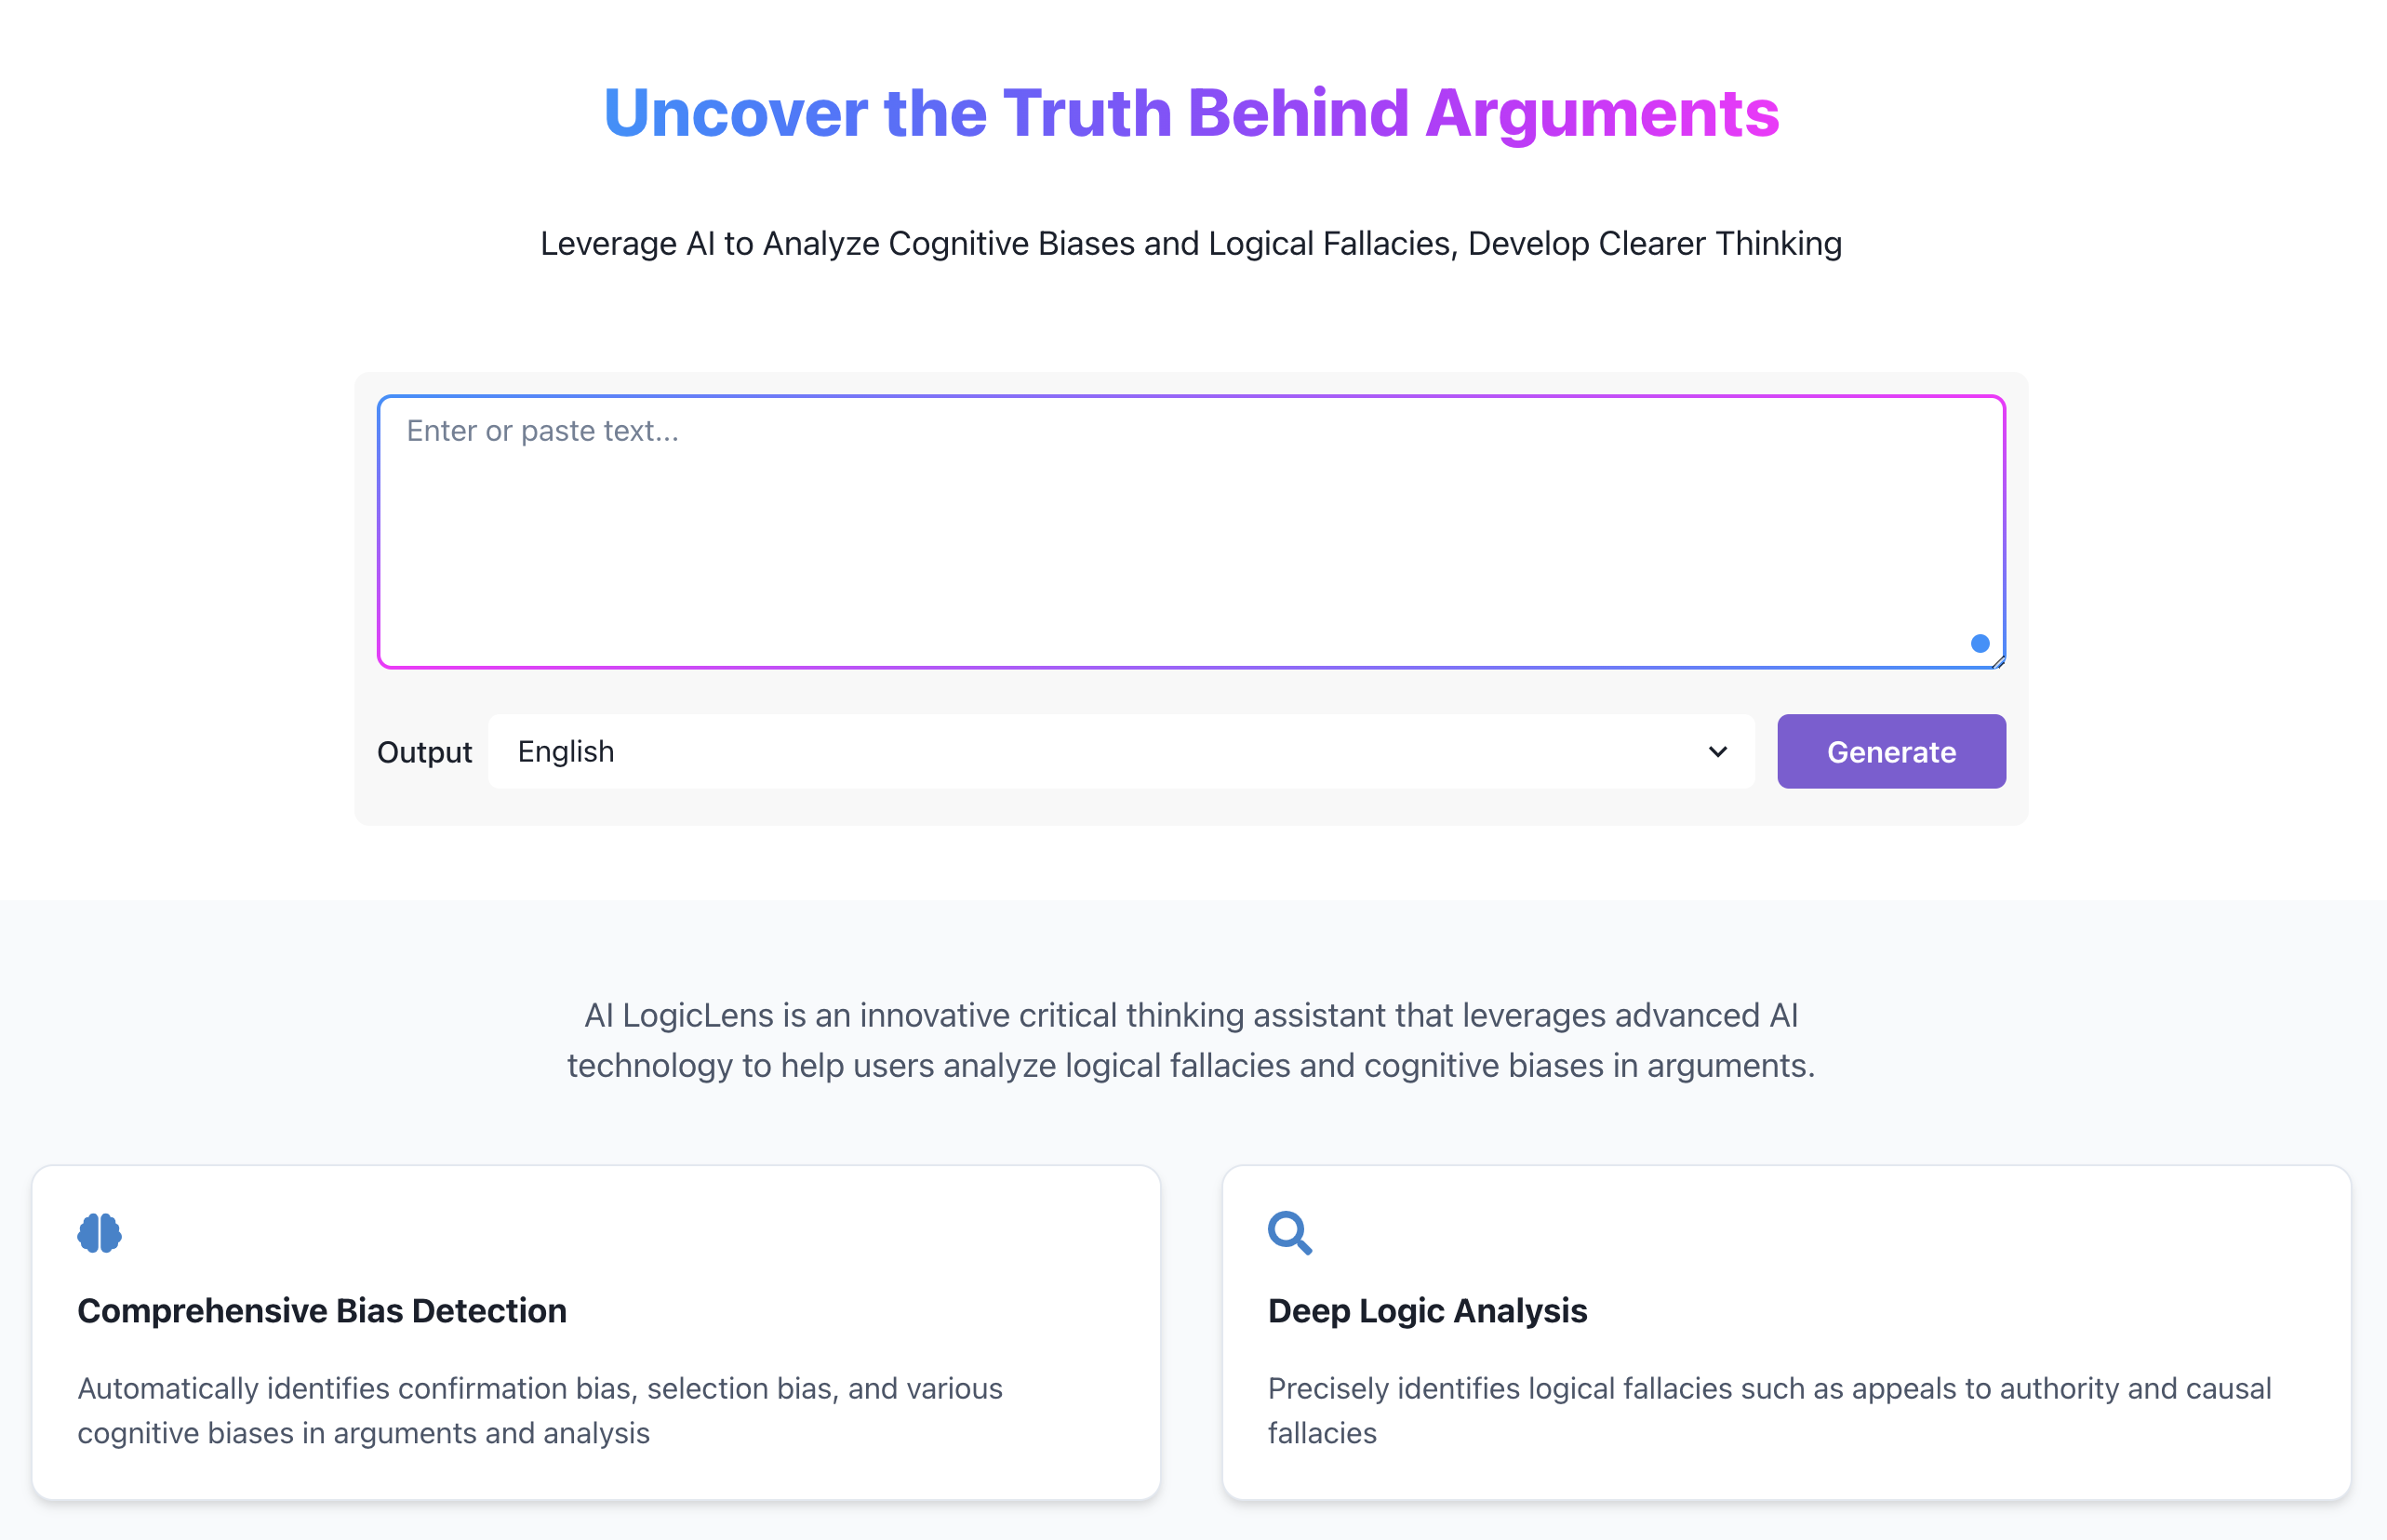 Uncover the Truth Behind Arguments
Leverage AI to Analyze Cognitive Biases and Logical Fallacies, Develop Clearer Thinking
Enter or paste text...
Output
English
Generate
AI LogicLens is an innovative critical thinking assistant that leverages advanced AI
technology to help users analyze logical fallacies and cognitive biases in arguments.
Comprehensive Bias Detection
Automatically identifies confirmation bias, selection bias, and various
cognitive biases in arguments and analysis
Deep Logic Analysis
Precisely identifies logical fallacies such as appeals to authority and causal
fallacies